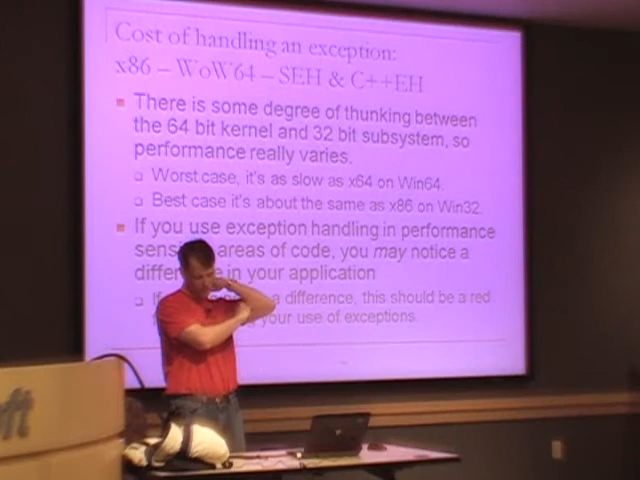 Cost of handling an exception:
x86 – WoW64 – SEH & C++EH
There is some degree of thunking between
the 64 bit kernel and 32 bit subsystem, so
performance really varies.
Worst case, it's as slow as x64 on Win64.
Best case it's about the same as x86 on Win32.
If you use exception handling in performance
areas of code, you may notice a
in your application
a difference, this should be a red
your use of exceptions.
oft